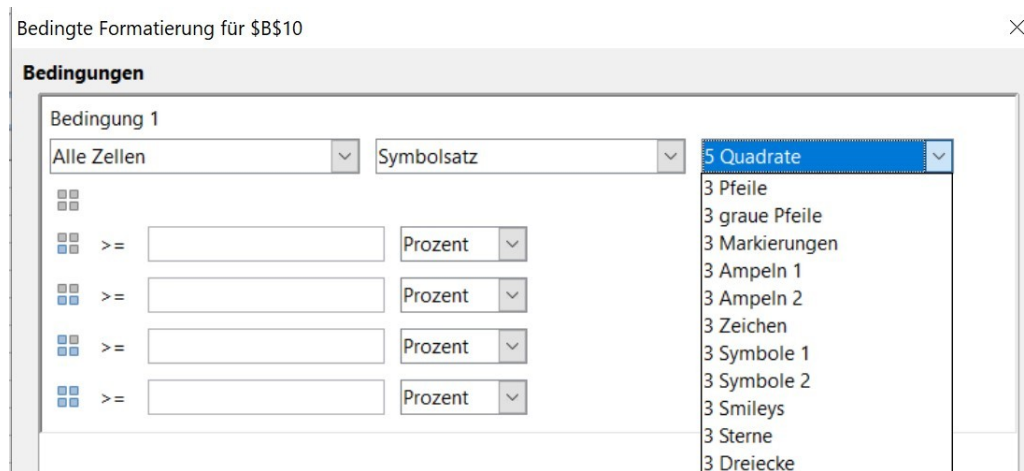 Bedingte Formatierung für $B$10
Bedingungen
Bedingung 1
Alle Zellen Symbolsatz 5 Quadrate
3 Pfeile
3 graue Pfeile
>= Prozent 3 Markierungen
3 Ampeln 1
>= Prozent 3 Ampeln 2
3 Zeichen
>= Prozent 3 Symbole 1
3 Symbole 2
>= Prozent 3 Smileys
3 Sterne
3 Dreiecke